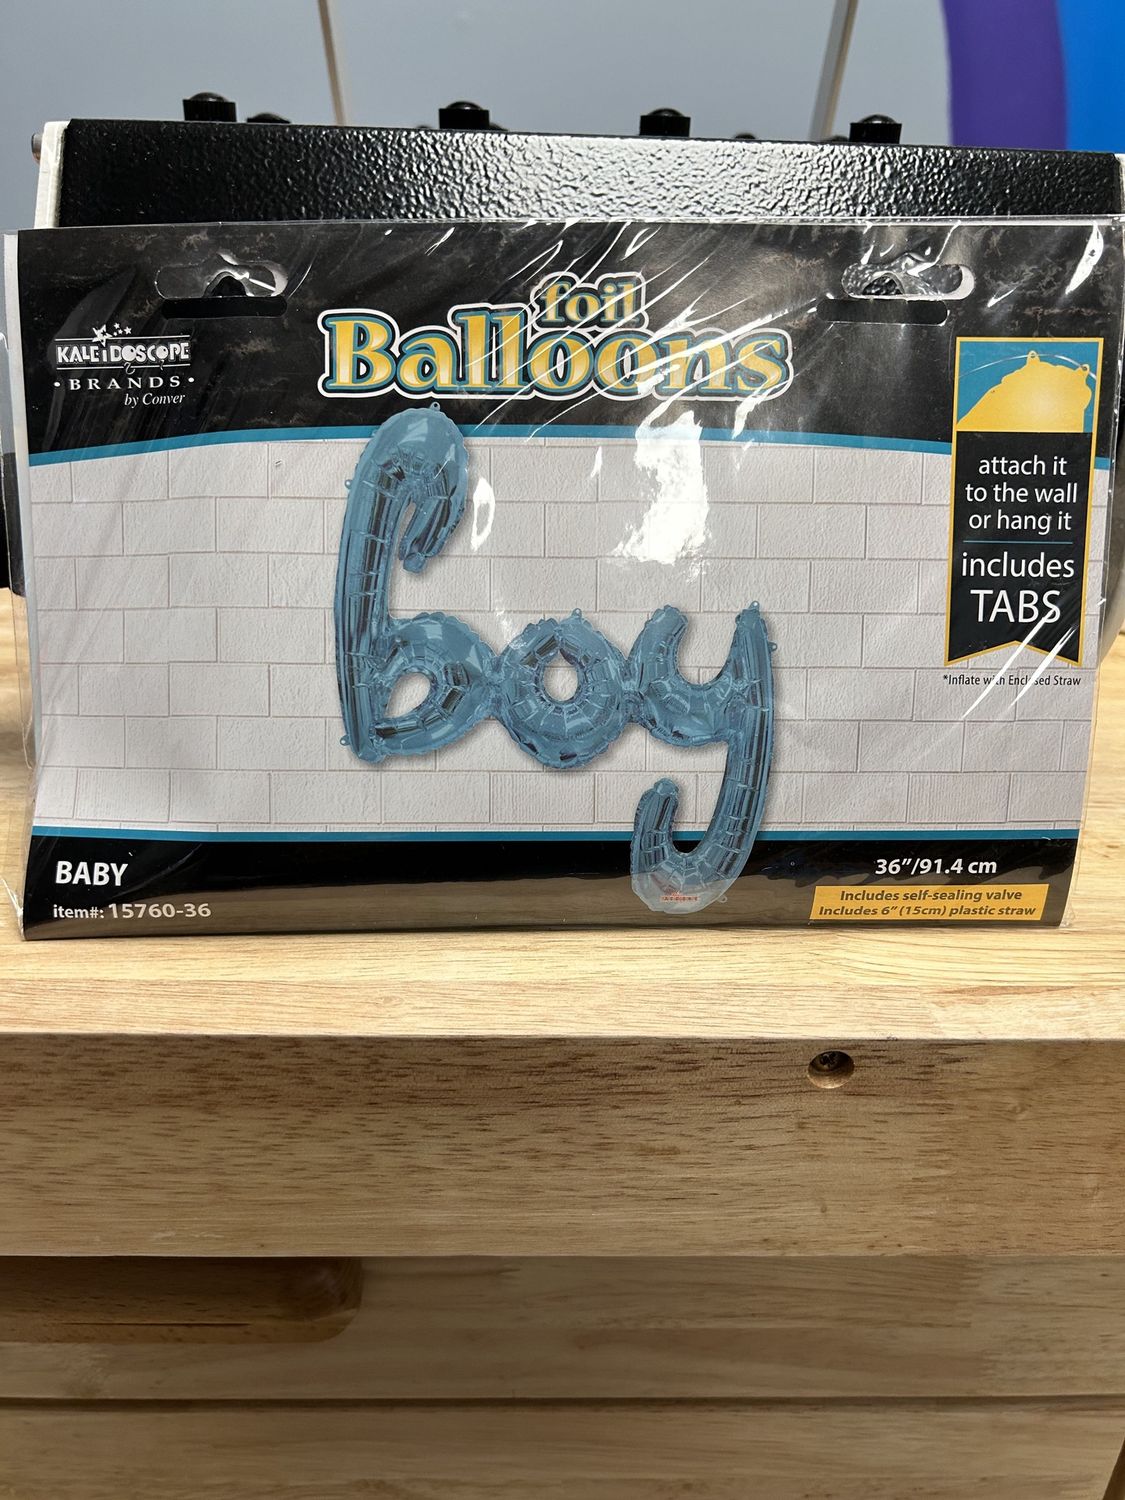 foil
Balloons
KALEIDOSCOPE
• BRANDS •
by Conver
attach it
to the wall
or hang it
includes
TABS
*Inflate with Enclosed Straw
boy
BABY
item#: 15760-36
36"/91.4 cm
Includes self-sealing valve
Includes 6" (15cm) plastic straw